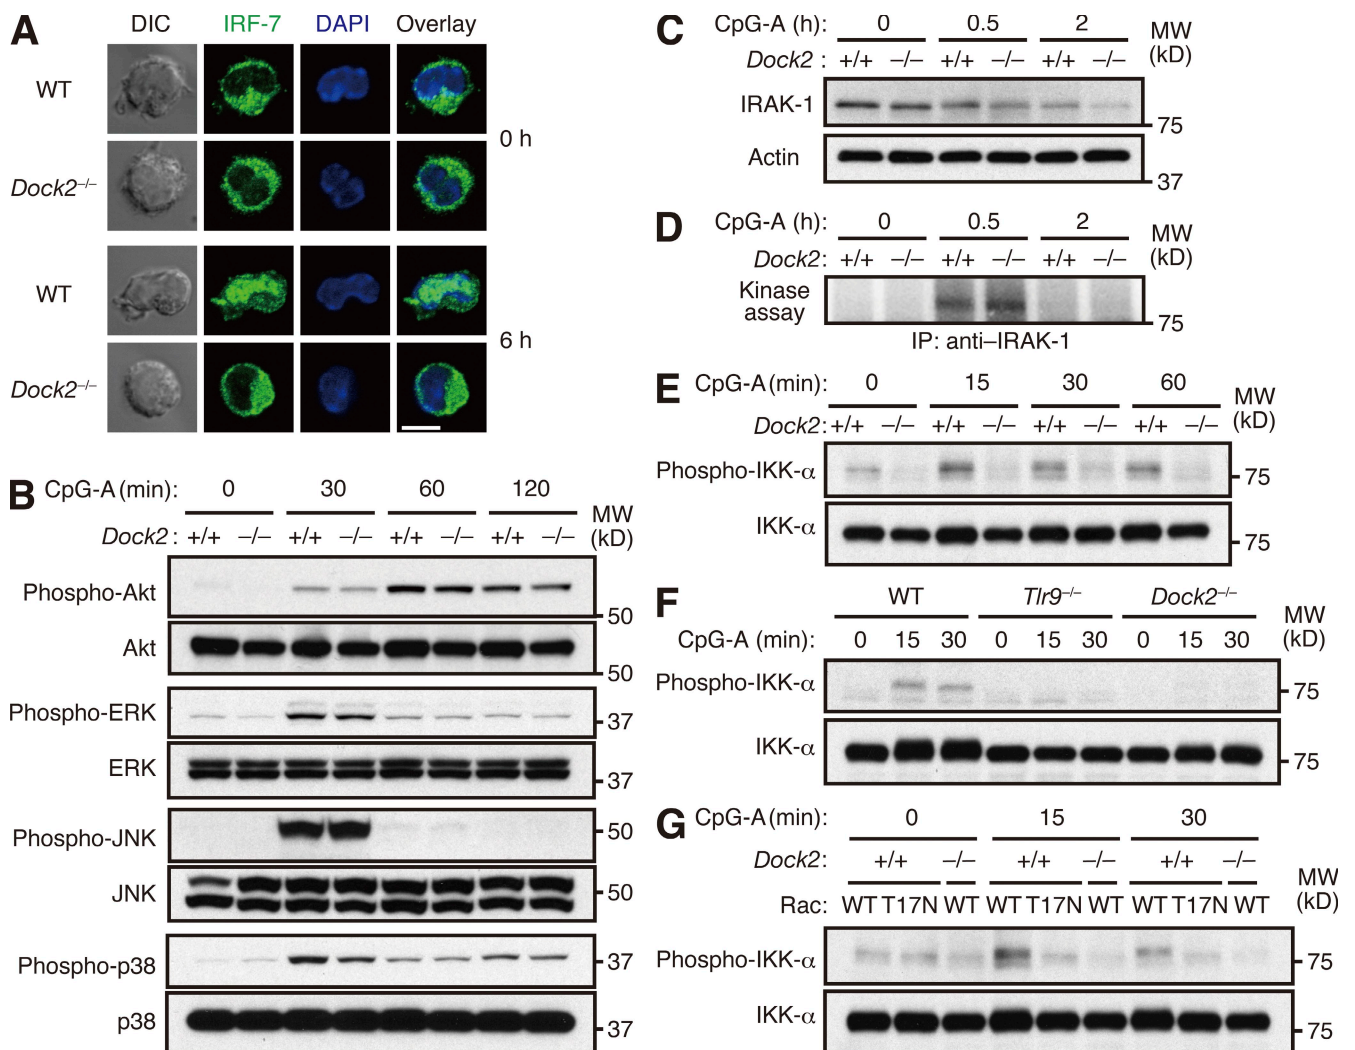 A
DIC IRF-7 DAPI Overlay
WT
0 h
Dock2–/–
WT
6 h
Dock2–/–
B
CpG-A (min): 0 30 60 120
MW (kD)
Dock2 : +/+ –/– +/+ –/– +/+ –/– +/+ –/–
Phospho-Akt
50
Akt
50
Phospho-ERK
37
ERK
37
Phospho-JNK
50
JNK
50
Phospho-p38
37
p38
37
C
CpG-A (h): 0 0.5 2
MW (kD)
Dock2 : +/+ –/– +/+ –/– +/+ –/–
IRAK-1
75
Actin
37
D
CpG-A (h): 0 0.5 2
MW (kD)
Dock2: +/+ –/– +/+ –/– +/+ –/–
Kinase
assay
75
IP: anti–IRAK-1
E
CpG-A (min): 0 15 30 60
MW (kD)
Dock2: +/+ –/– +/+ –/– +/+ –/– +/+ –/–
Phospho-IKK-α
75
IKK-α
75
F
WT Tlr9–/– Dock2–/–
MW (kD)
CpG-A (min): 0 15 30 0 15 30 0 15 30
Phospho-IKK-α
75
IKK-α
75
G
CpG-A (min): 0 15 30
Dock2: +/+ –/– +/+ –/– +/+ –/–
MW (kD)
Rac: WT T17N WT WT T17N WT WT T17N WT
Phospho-IKK-α
75
IKK-α
75